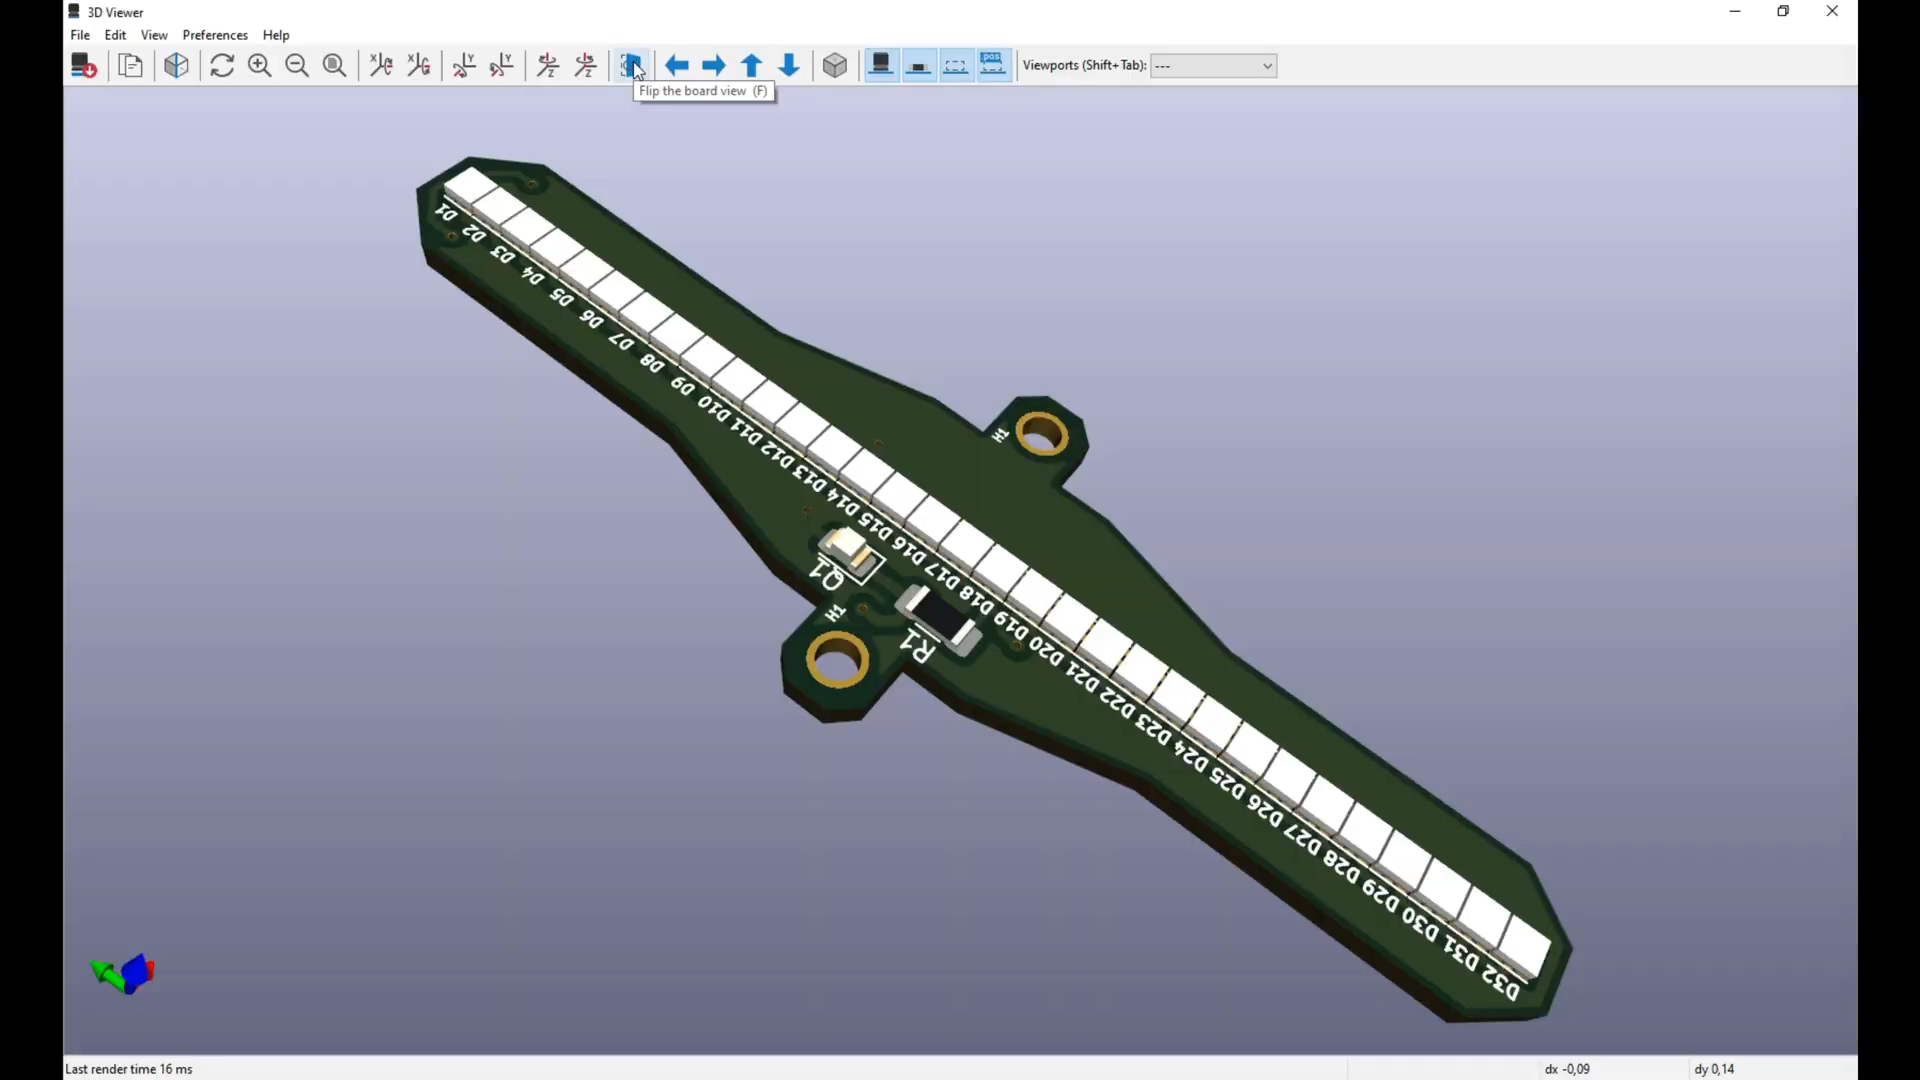 3D Viewer
File Edit View Preferences Help
Viewports (Shift+Tab): ---
Flip the board view (F)
D1
D2
D3
D4
D5
D6
D7
D8
D9
D10
D11
D12
D13
D14
D15
D16
D17
D18
D19
D20
D21
D22
D23
D24
D25
D26
D27
D28
D29
D30
D31
D32
H1
Q1
H1
R1
Last render time 16 ms
dx -0,09
dy 0,14